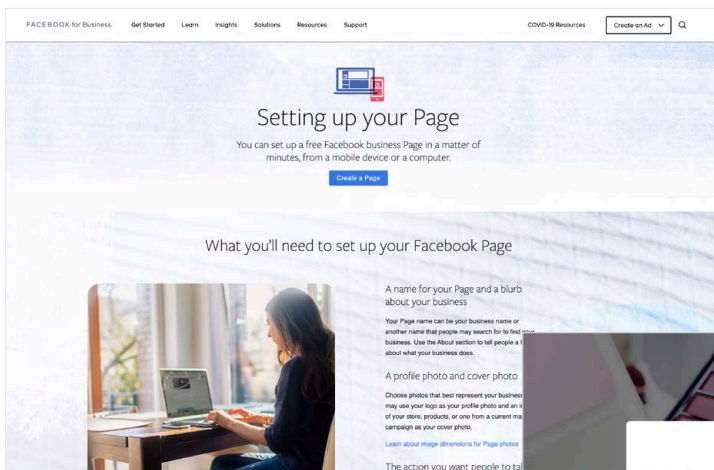 FACEBOOK for Business
Get Started
Learn
Insights
Solutions
Resources
Support
COVID-19 Resources
Create an Ad
Setting up your Page
You can set up a free Facebook business Page in a matter of
minutes, from a mobile device or a computer.
Create a Page
What you'll need to set up your Facebook Page
A name for your Page and a blurb
about your business
Your Page name can be your business name or
another name that people may search for to find
business. Use the About section to tell people a
about what your business does.
A profile photo and cover photo
Choose photos that best represent your
may use your logo as your profile photo and an
of your store, products, or one from a current
campaign as your cover photo.
Learn about image dimensions for Page photos
The action you want people to